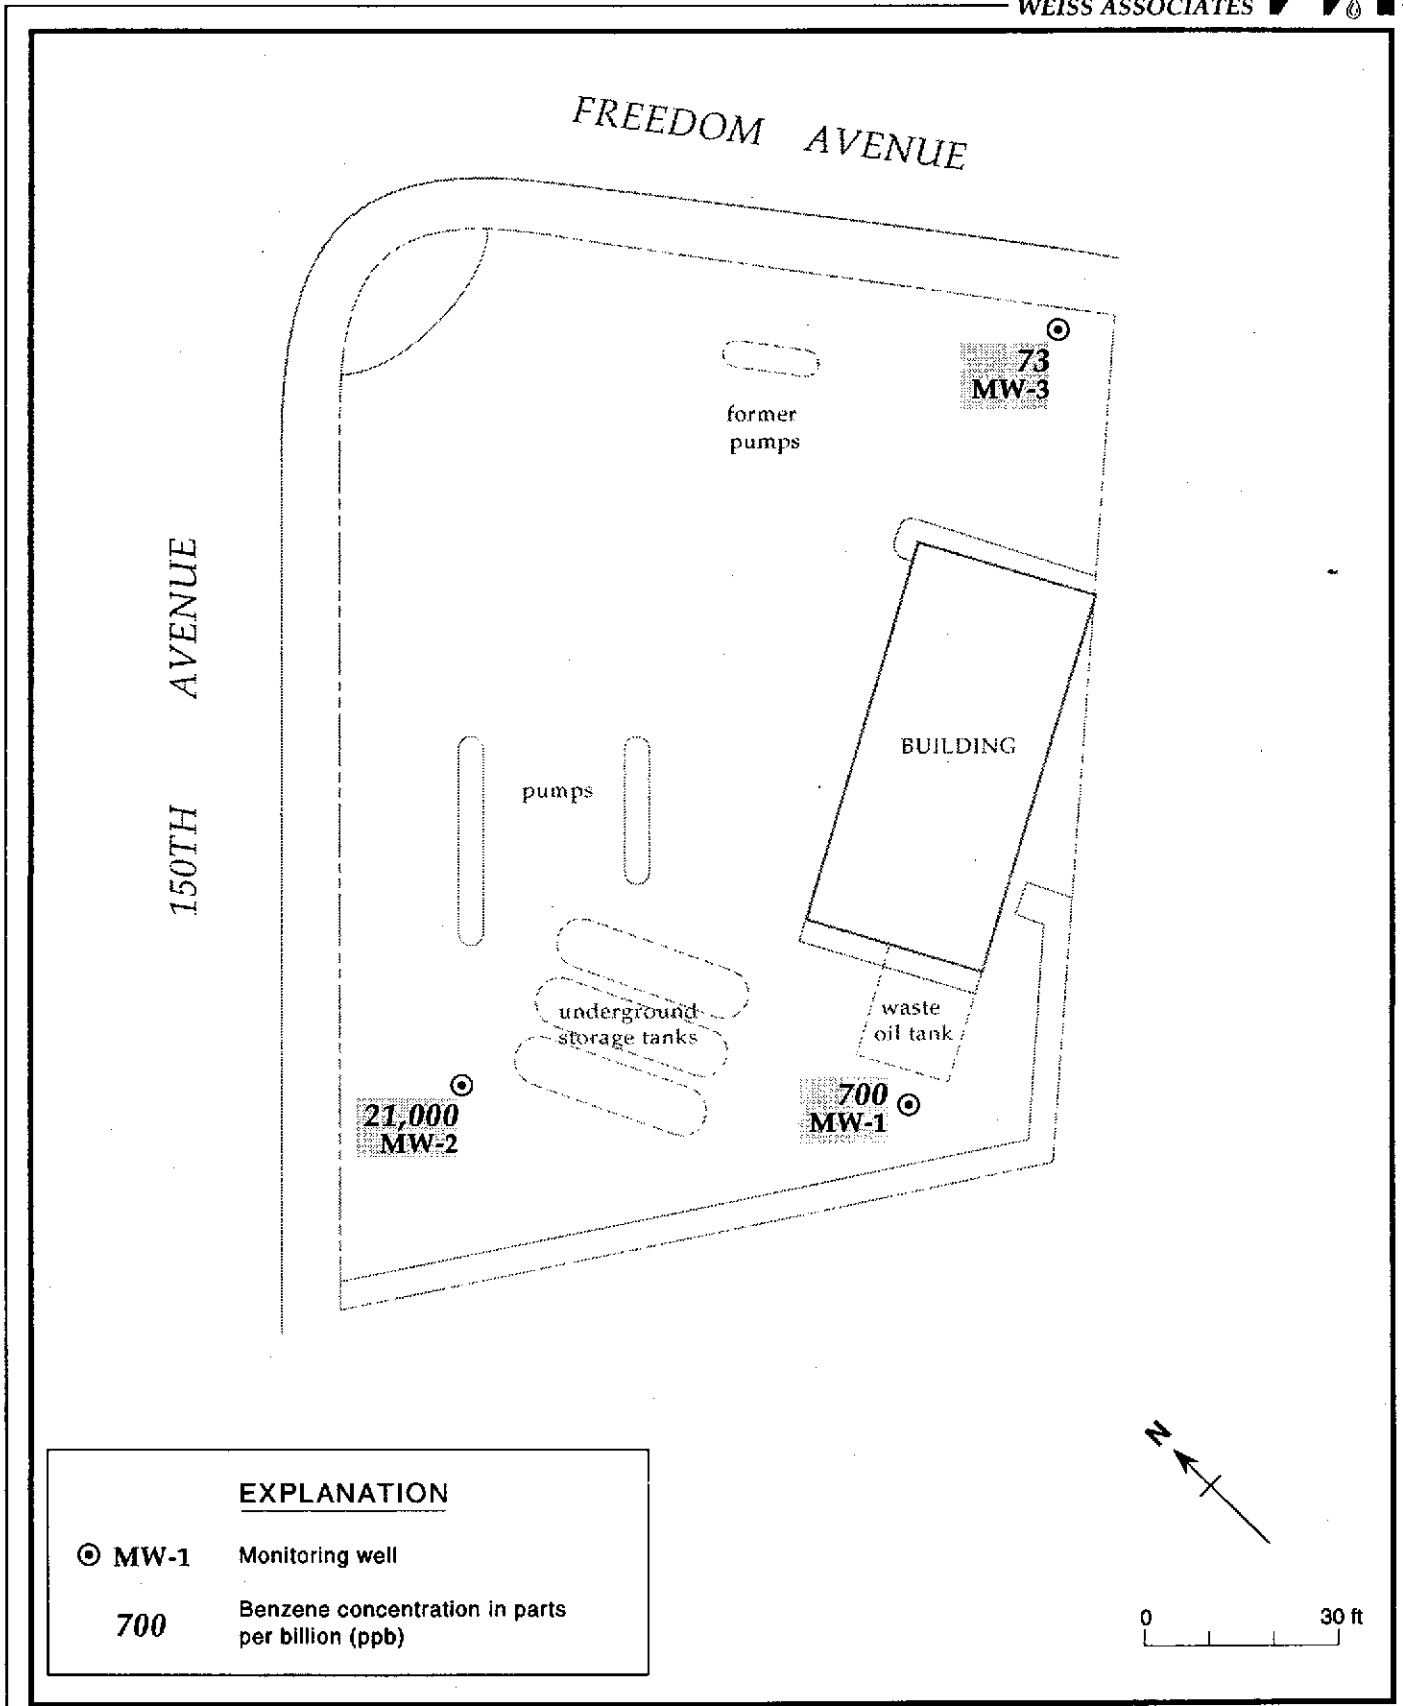 WEISS ASSOCIATES
FREEDOM AVENUE
73
MW-3
former
pumps
150TH AVENUE
BUILDING
pumps
underground
storage tanks
waste
oil tank
21,000
MW-2
700
MW-1
N
EXPLANATION
MW-1 Monitoring well
700 Benzene concentration in parts
per billion (ppb)
0 30 ft